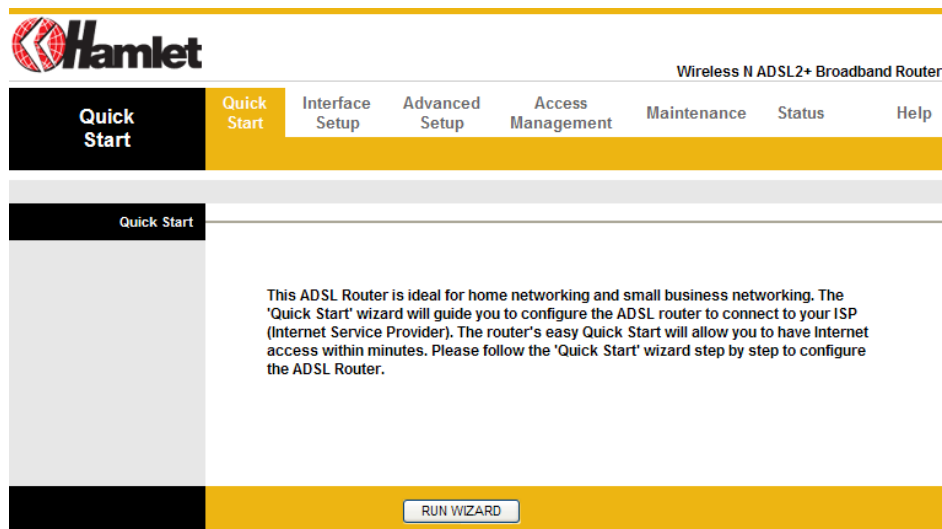 Hamlet
Wireless N ADSL2+ Broadband Router
Quick
Start
Quick
Start
Interface
Setup
Advanced
Setup
Access
Management
Maintenance
Status
Help
Quick Start
This ADSL Router is ideal for home networking and small business networking. The
'Quick Start' wizard will guide you to configure the ADSL router to connect to your ISP
(Internet Service Provider). The router's easy Quick Start will allow you to have Internet
access within minutes. Please follow the 'Quick Start' wizard step by step to configure
the ADSL Router.
RUN WIZARD